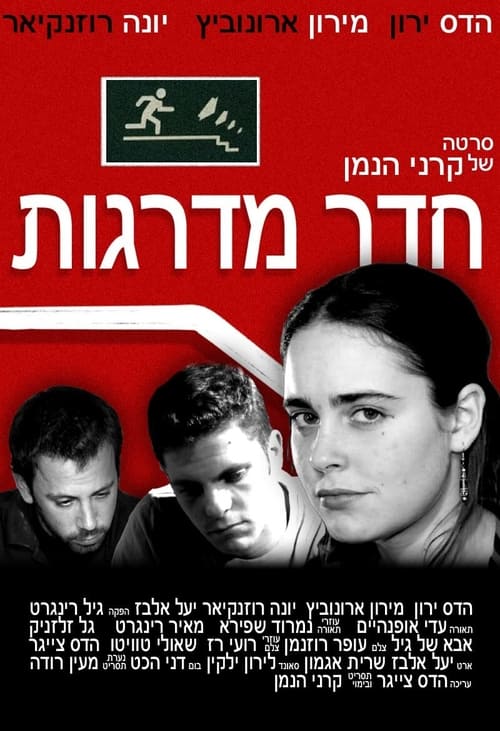 הדס ירון מירון ארונוביץ יונה רוזנקיאר
סרטה
של קרני הנמן
חדר מדרגות
הדס ירון מירון ארונוביץ יונה רוזנקיאר יעל אלבז הפקה גיל רינגרט
תאורה עדי אופנהיים עוזרי תאורה נמרוד שפירא מאיר רינגרט גל זלזניק
אבא של גיל צלם עופר רוזנמן עוזרי צלם רועי רז שאולי טוויטו הדס צייגר
ארט יעל אלבז שרית אגמון סאונד לירון ילקין בום דני הכט נערת תסריט מעין רודה
עריכה הדס צייגר תסריט ובימוי קרני הנמן